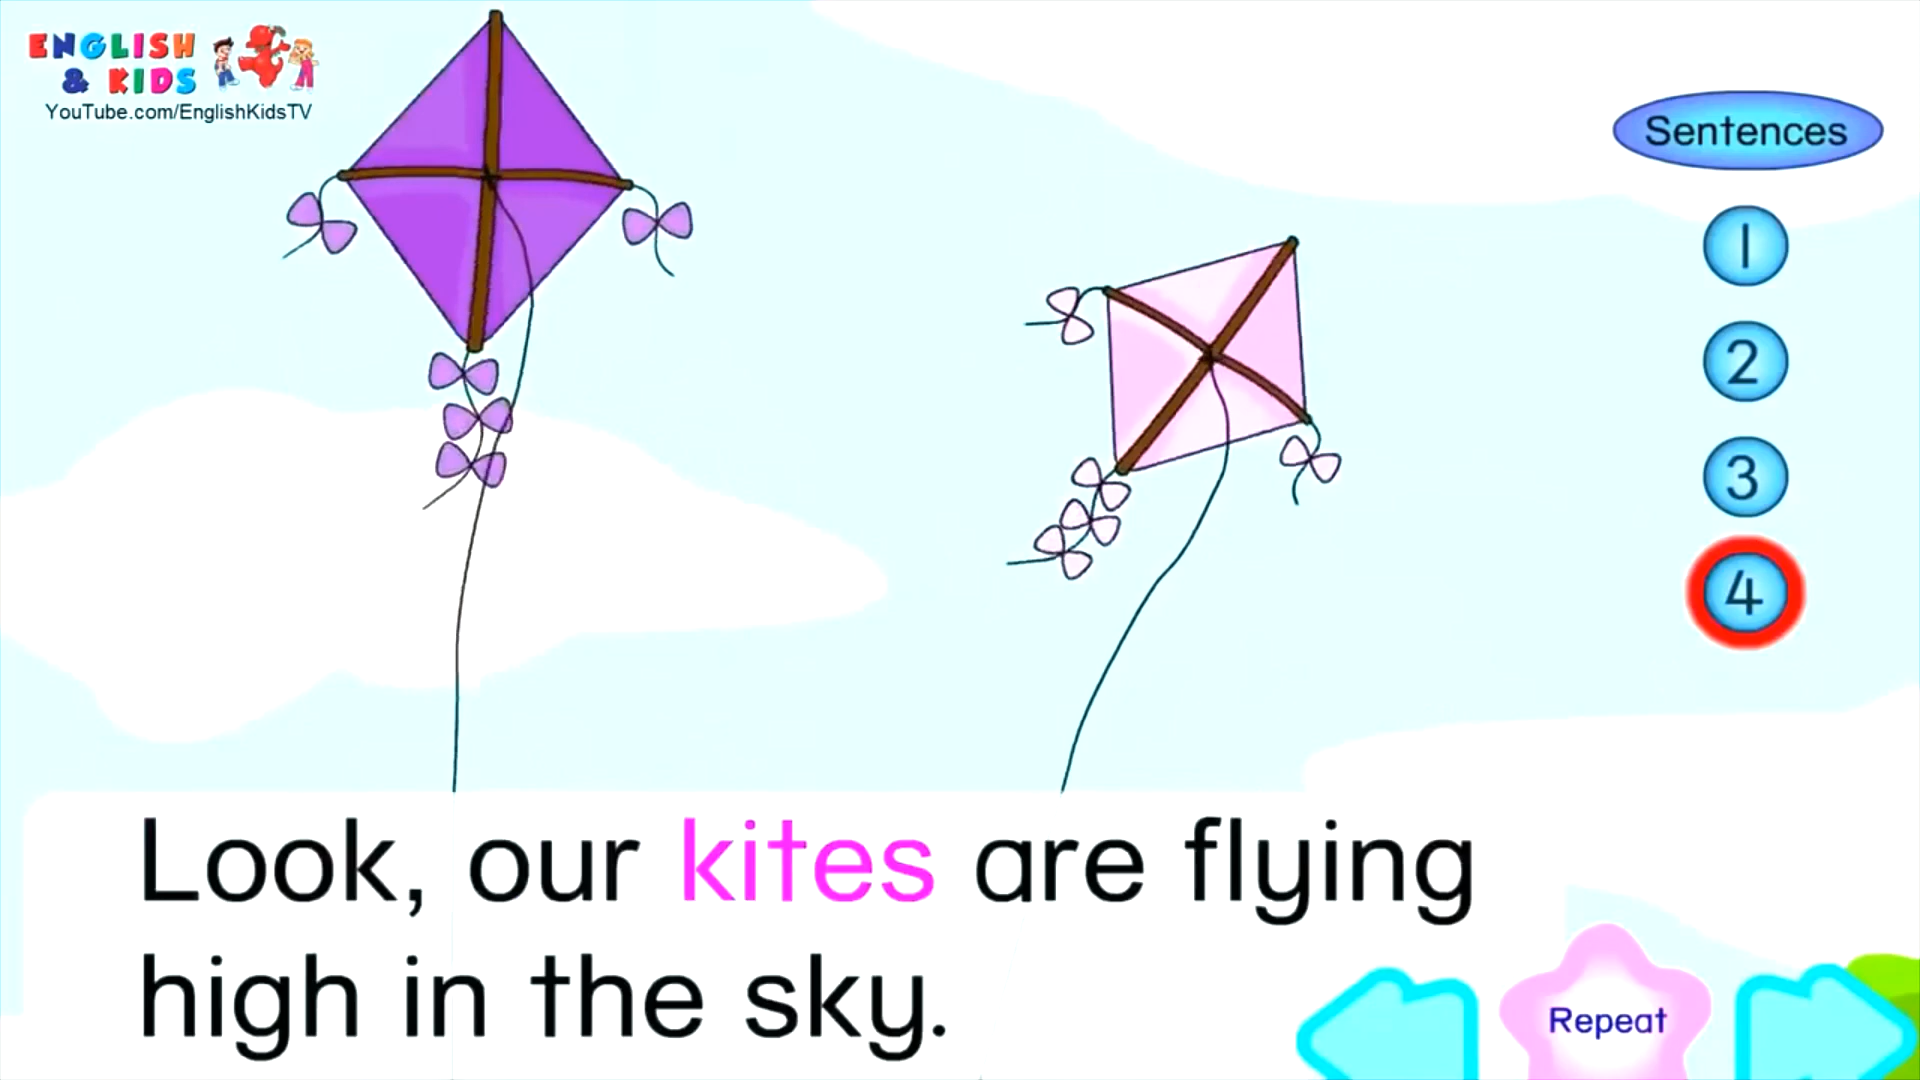 ENGLISH
& KIDS
YouTube.com/EnglishKidsTV
Sentences
1
2
3
4
Look, our kites are flying
high in the sky.
Repeat